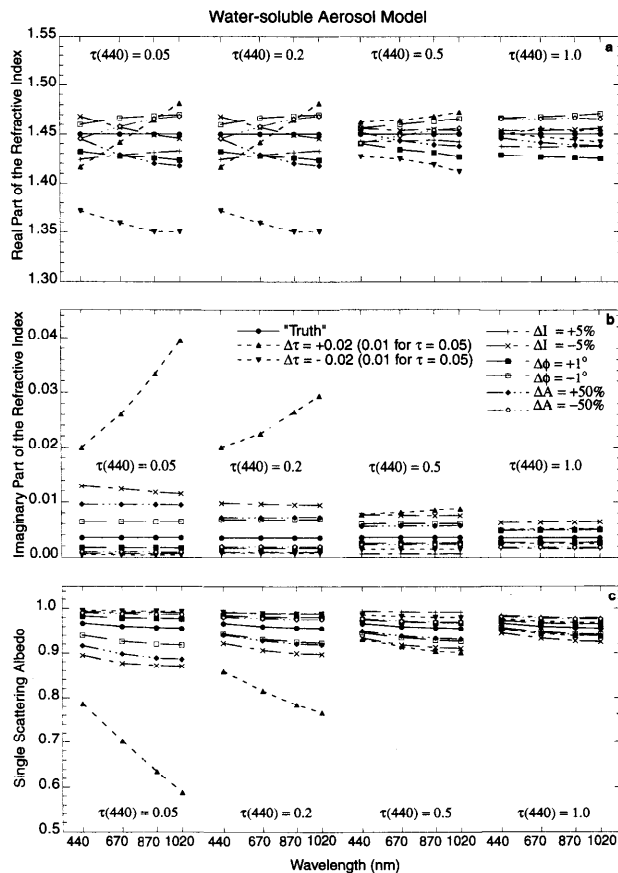 Water-soluble Aerosol Model
a
τ(440) = 0.05 τ(440) = 0.2 τ(440) = 0.5 τ(440) = 1.0
Real Part of the Refractive Index
1.55
1.50
1.45
1.40
1.35
1.30
b
"Truth"
Δτ = +0.02 (0.01 for τ = 0.05)
Δτ = - 0.02 (0.01 for τ = 0.05)
ΔI = +5%
ΔI = -5%
Δϕ = +1°
Δϕ = -1°
ΔA = +50%
ΔA = -50%
Imaginary Part of the Refractive Index
0.04
0.03
0.02
0.01
0.00
τ(440) = 0.05 τ(440) = 0.2 τ(440) = 0.5 τ(440) = 1.0
c
Single Scattering Albedo
1.0
0.9
0.8
0.7
0.6
0.5
τ(440) = 0.05 τ(440) = 0.2 τ(440) = 0.5 τ(440) = 1.0
440 670 870 1020 440 670 870 1020 440 670 870 1020 440 670 870 1020
Wavelength (nm)